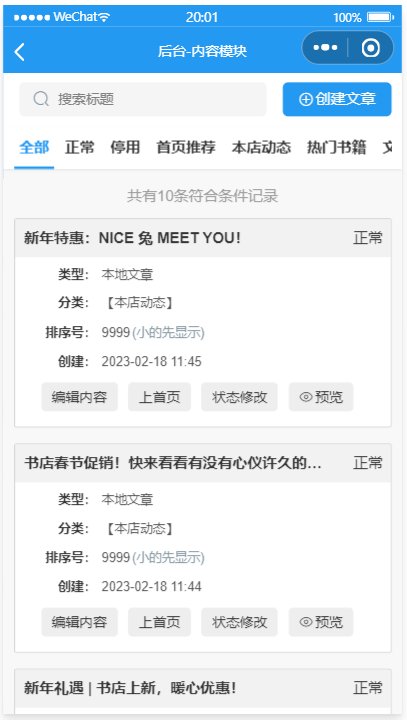 WeChat 20:01 100%
后台-内容模块
搜索标题 创建文章
全部 正常 停用 首页推荐 本店动态 热门书籍
共有10条符合条件记录
新年特惠：NICE 兔 MEET YOU! 正常
类型： 本地文章
分类： 【本店动态】
排序号： 9999(小的先显示)
创建： 2023-02-18 11:45
编辑内容 上首页 状态修改 预览
书店春节促销！快来看看有没有心仪许久的... 正常
类型： 本地文章
分类： 【本店动态】
排序号： 9999(小的先显示)
创建： 2023-02-18 11:44
编辑内容 上首页 状态修改 预览
新年礼遇 | 书店上新，暖心优惠！ 正常